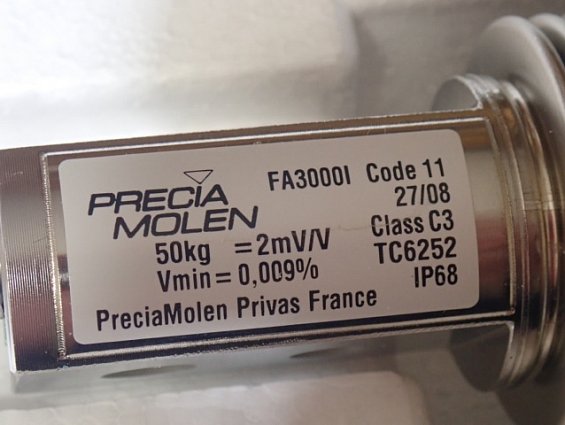 PRECIA
MOLEN
FA3000I Code 11
27/08
50kg =2mV/V Class C3
Vmin = 0,009% TC6252
IP68
PreciaMolen Privas France